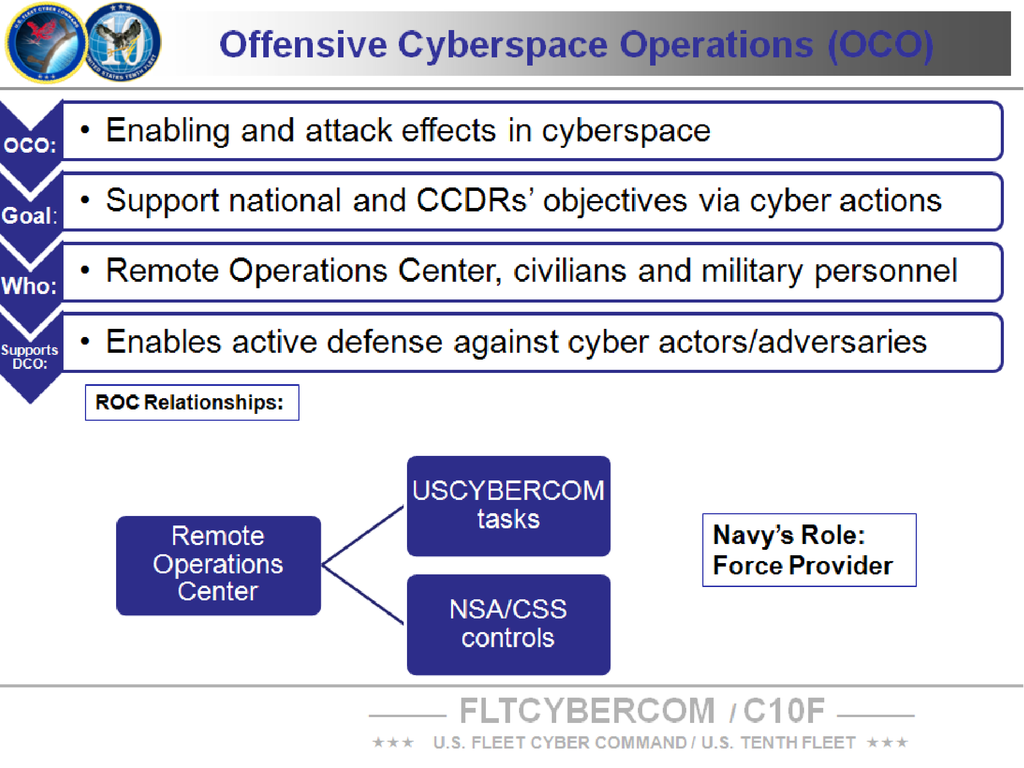 Offensive Cyberspace Operations (OCO)
OCO:
• Enabling and attack effects in cyberspace
Goal:
• Support national and CCDRs' objectives via cyber actions
Who:
• Remote Operations Center, civilians and military personnel
Supports
DCO:
• Enables active defense against cyber actors/adversaries
ROC Relationships:
Remote
Operations
Center
USCYBERCOM
tasks
NSA/CSS
controls
Navy's Role:
Force Provider
FLTCYBERCOM / C10F
U.S. FLEET CYBER COMMAND / U.S. TENTH FLEET
U.S. FLEET CYBER COMMAND
10
UNITED STATES TENTH FLEET